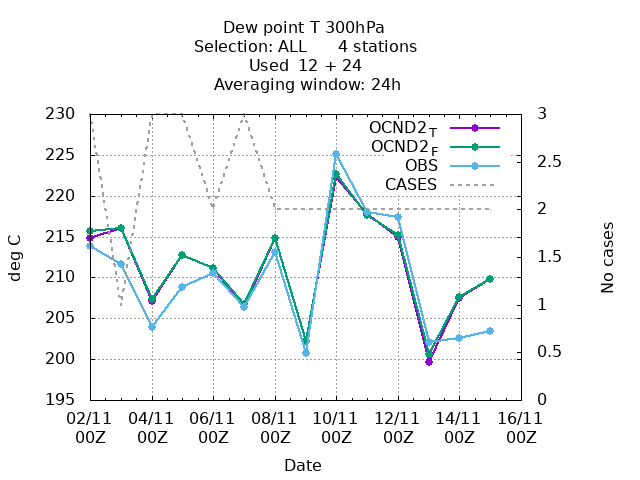 Dew point T 300hPa
Selection: ALL      4 stations
Used  12 + 24
Averaging window: 24h
230
225
220
215
210
205
200
195
3
2.5
2
1.5
1
0.5
0
OCND2T
OCND2F
OBS
CASES
deg C
No cases
02/11 04/11 06/11 08/11 10/11 12/11 14/11 16/11
00Z 00Z 00Z 00Z 00Z 00Z 00Z 00Z
Date